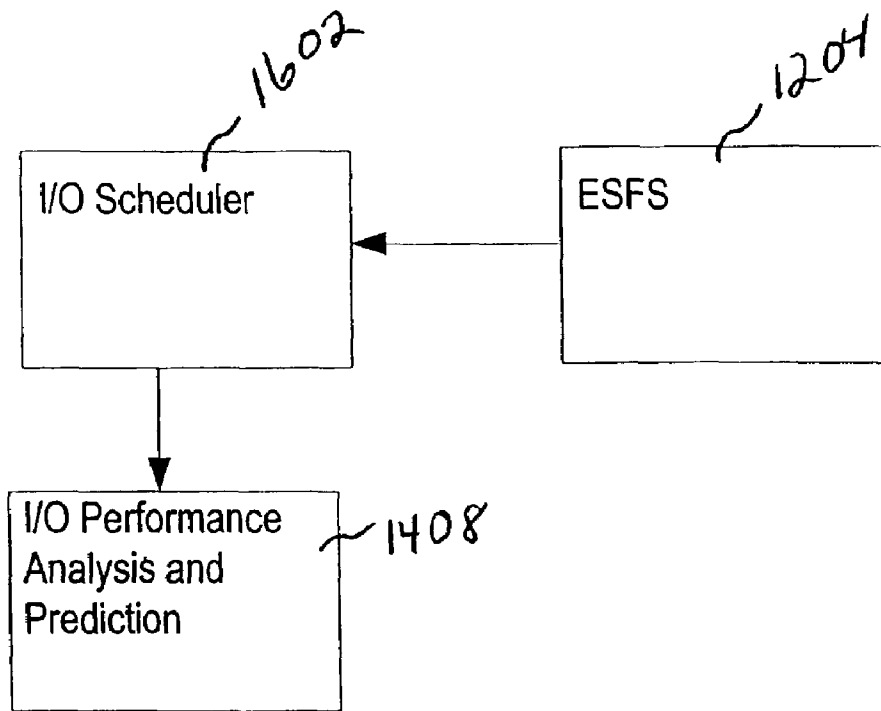 1602
1204
I/O Scheduler
ESFS
I/O Performance
Analysis and
Prediction
1408